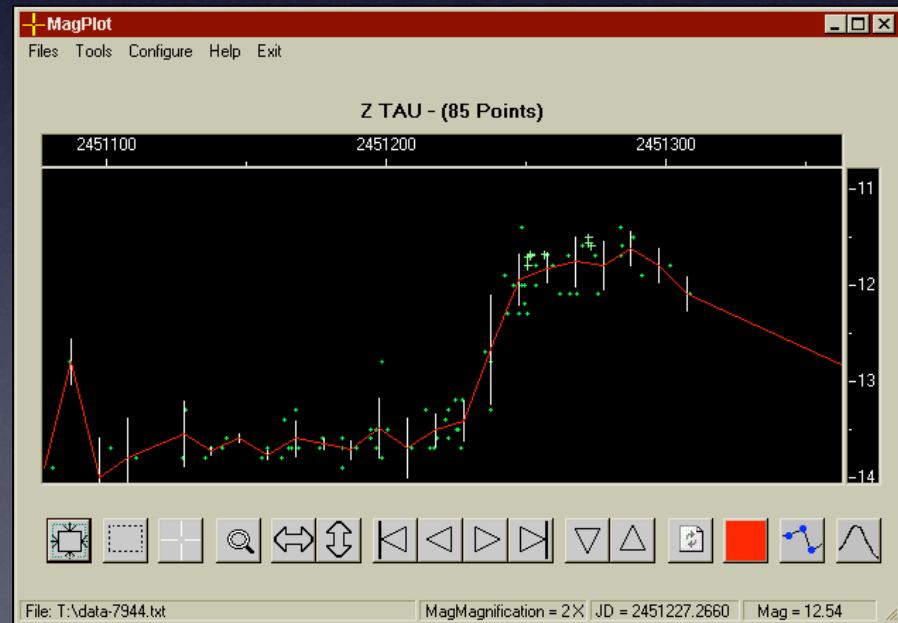 MagPlot
Files Tools Configure Help Exit
Z TAU - (85 Points)
2451100 2451200 2451300
-11
-12
-13
-14
File: T:\data-7944.txt MagMagnification = 2X JD = 2451227.2660 Mag = 12.54